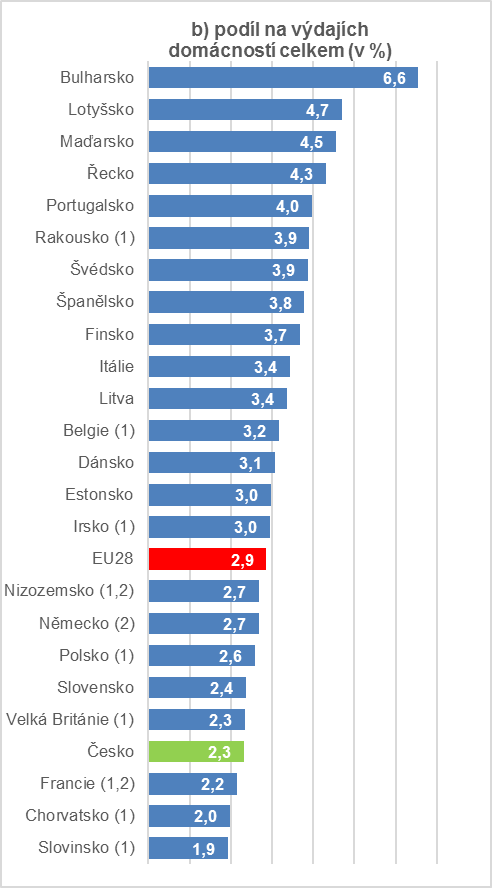 b) podíl na výdajích
domácností celkem (v %)
Bulharsko 6,6
Lotyšsko 4,7
Maďarsko 4,5
Řecko 4,3
Portugalsko 4,0
Rakousko (1) 3,9
Švédsko 3,9
Španělsko 3,8
Finsko 3,7
Itálie 3,4
Litva 3,4
Belgie (1) 3,2
Dánsko 3,1
Estonsko 3,0
Irsko (1) 3,0
EU28 2,9
Nizozemsko (1,2) 2,7
Německo (2) 2,7
Polsko (1) 2,6
Slovensko 2,4
Velká Británie (1) 2,3
Česko 2,3
Francie (1,2) 2,2
Chorvatsko (1) 2,0
Slovinsko (1) 1,9